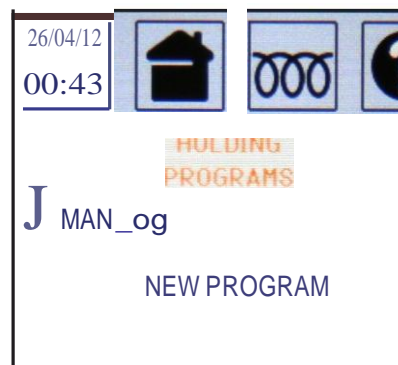 26/04/12
00:43
HOLDING
PROGRAMS
J MAN_og
NEW PROGRAM